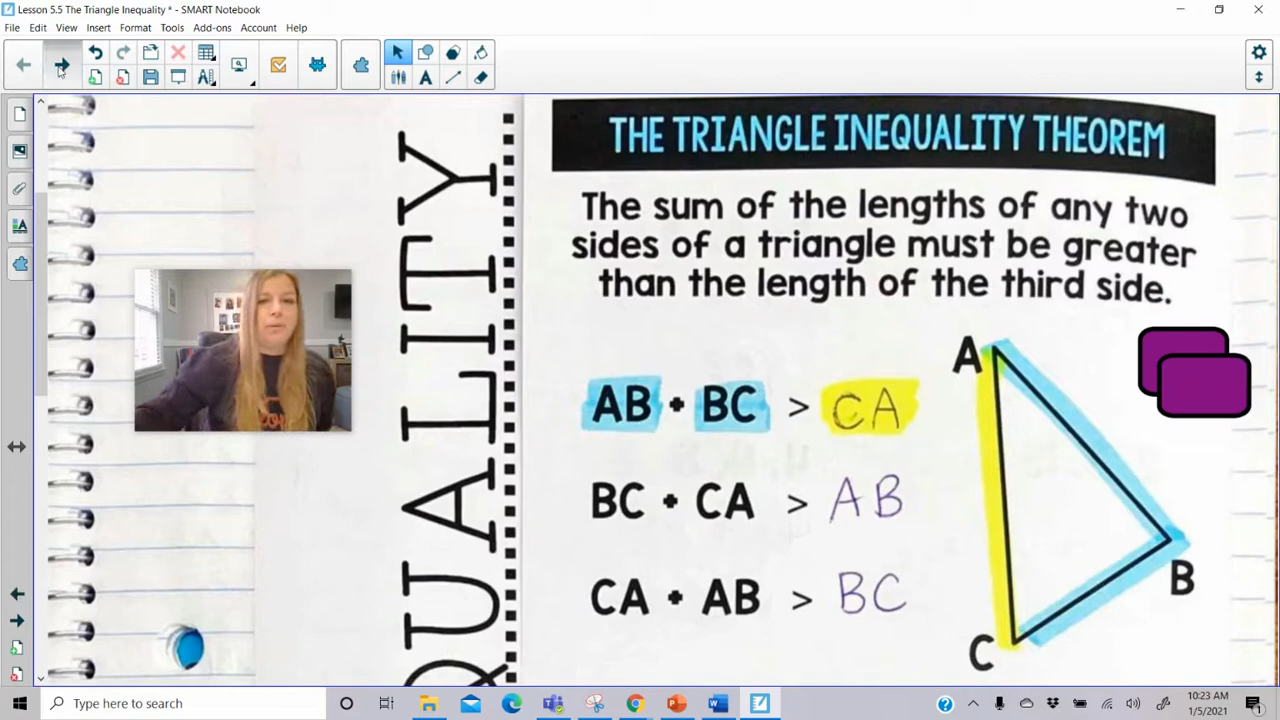 Lesson 5.5 The Triangle Inequality * - SMART Notebook
File Edit View Insert Format Tools Add-ons Account Help
QUALITY
THE TRIANGLE INEQUALITY THEOREM
The sum of the lengths of any two
sides of a triangle must be greater
than the length of the third side.
AB + BC > CA
BC + CA > AB
CA + AB > BC
A
B
C
Type here to search
10:23 AM
1/5/2021